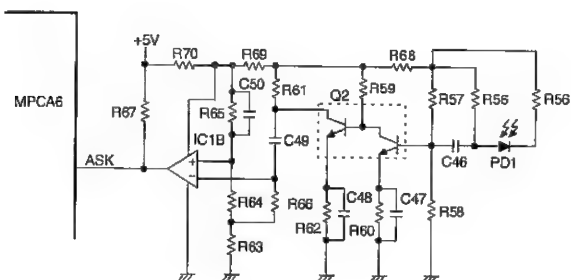 +5V
R70
R69
R68
C50
R61
R59
R57
R56
R56
MPCA6
R67
R65
Q2
IC1B
C49
C46
PD1
ASK
+
−
R64
R66
C48
C47
R58
R62
R60
R63